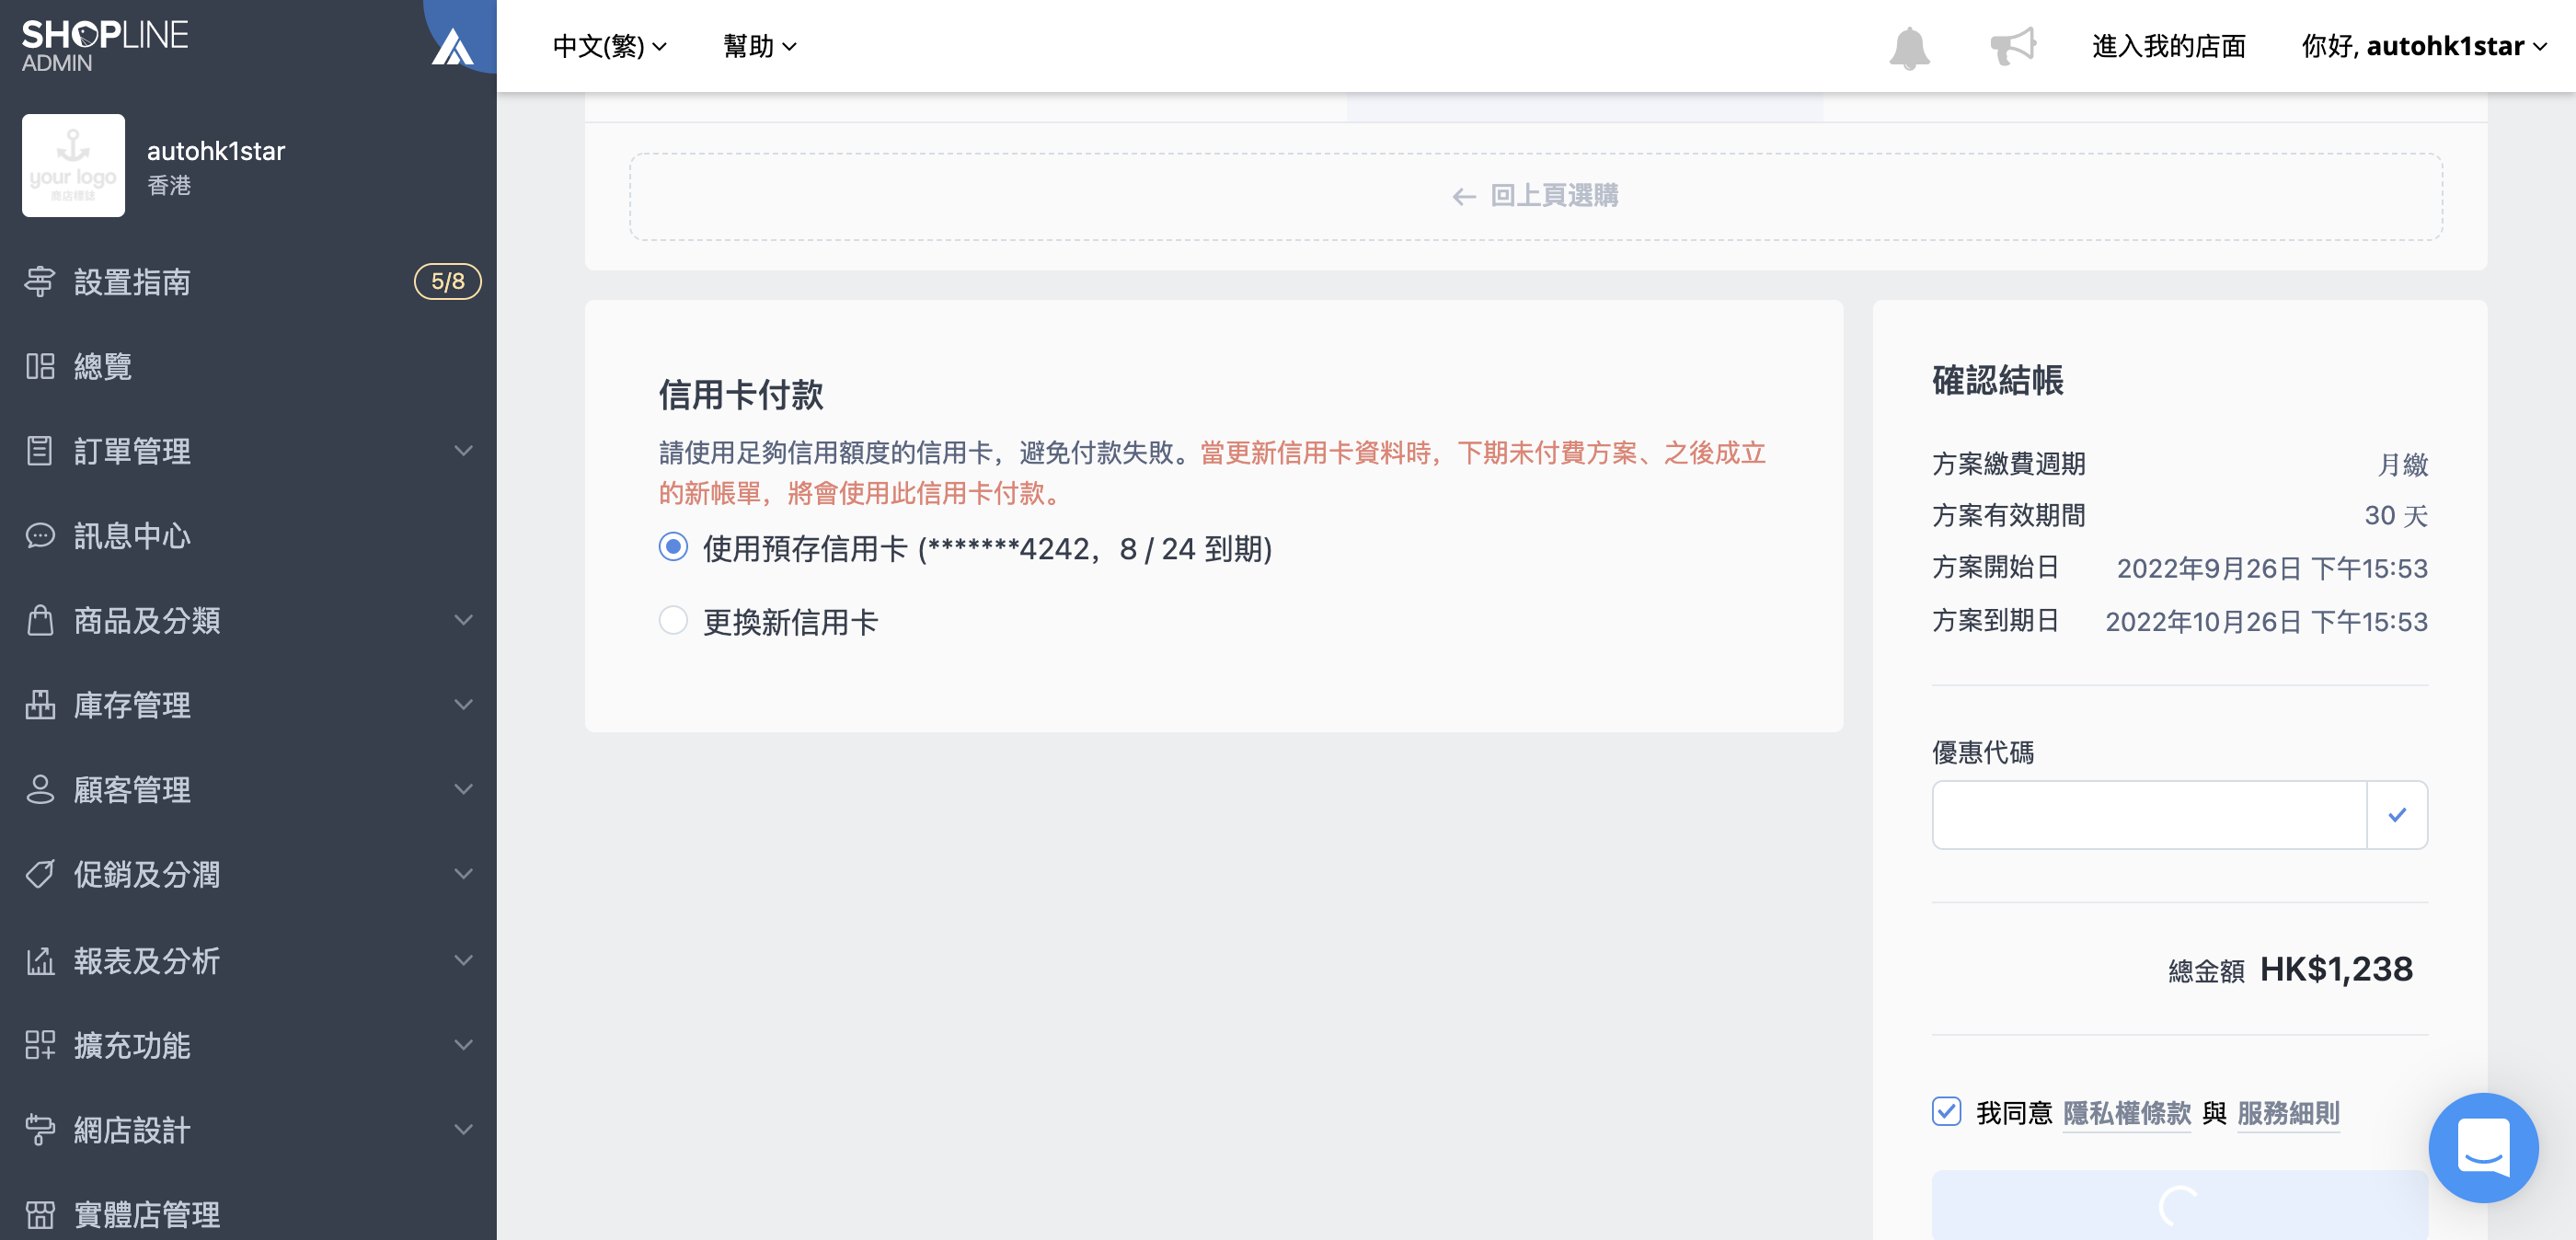 SHOPLINE
ADMIN
中文(繁)
幫助
進入我的店面
你好, autohk1star
your logo
商店標誌
autohk1star
香港
設置指南
5/8
總覽
訂單管理
訊息中心
商品及分類
庫存管理
顧客管理
促銷及分潤
報表及分析
擴充功能
網店設計
實體店管理
← 回上頁選購
信用卡付款
請使用足夠信用額度的信用卡，避免付款失敗。當更新信用卡資料時，下期未付費方案、之後成立
的新帳單，將會使用此信用卡付款。
使用預存信用卡 (*******4242，8 / 24 到期)
更換新信用卡
確認結帳
方案繳費週期 月繳
方案有效期間 30 天
方案開始日 2022年9月26日 下午15:53
方案到期日 2022年10月26日 下午15:53
優惠代碼
總金額 HK$1,238
我同意 隱私權條款 與 服務細則